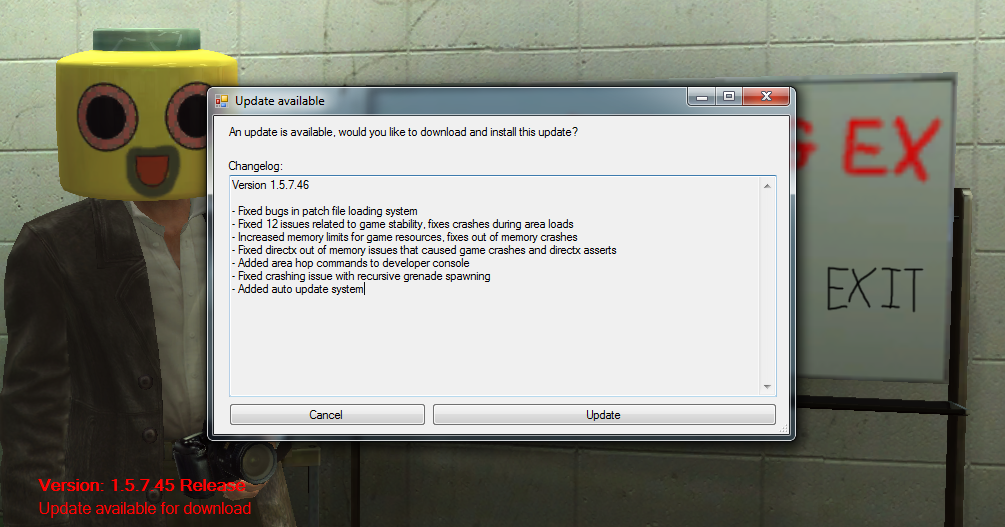 Update available
An update is available, would you like to download and install this update?
Changelog:
Version 1.5.7.46
- Fixed bugs in patch file loading system
- Fixed 12 issues related to game stability, fixes crashes during area loads
- Increased memory limits for game resources, fixes out of memory crashes
- Fixed directx out of memory issues that caused game crashes and directx asserts
- Added area hop commands to developer console
- Fixed crashing issue with recursive grenade spawning
- Added auto update system
Cancel
Update
EX
EXIT
Version: 1.5.7.45 Release
Update available for download